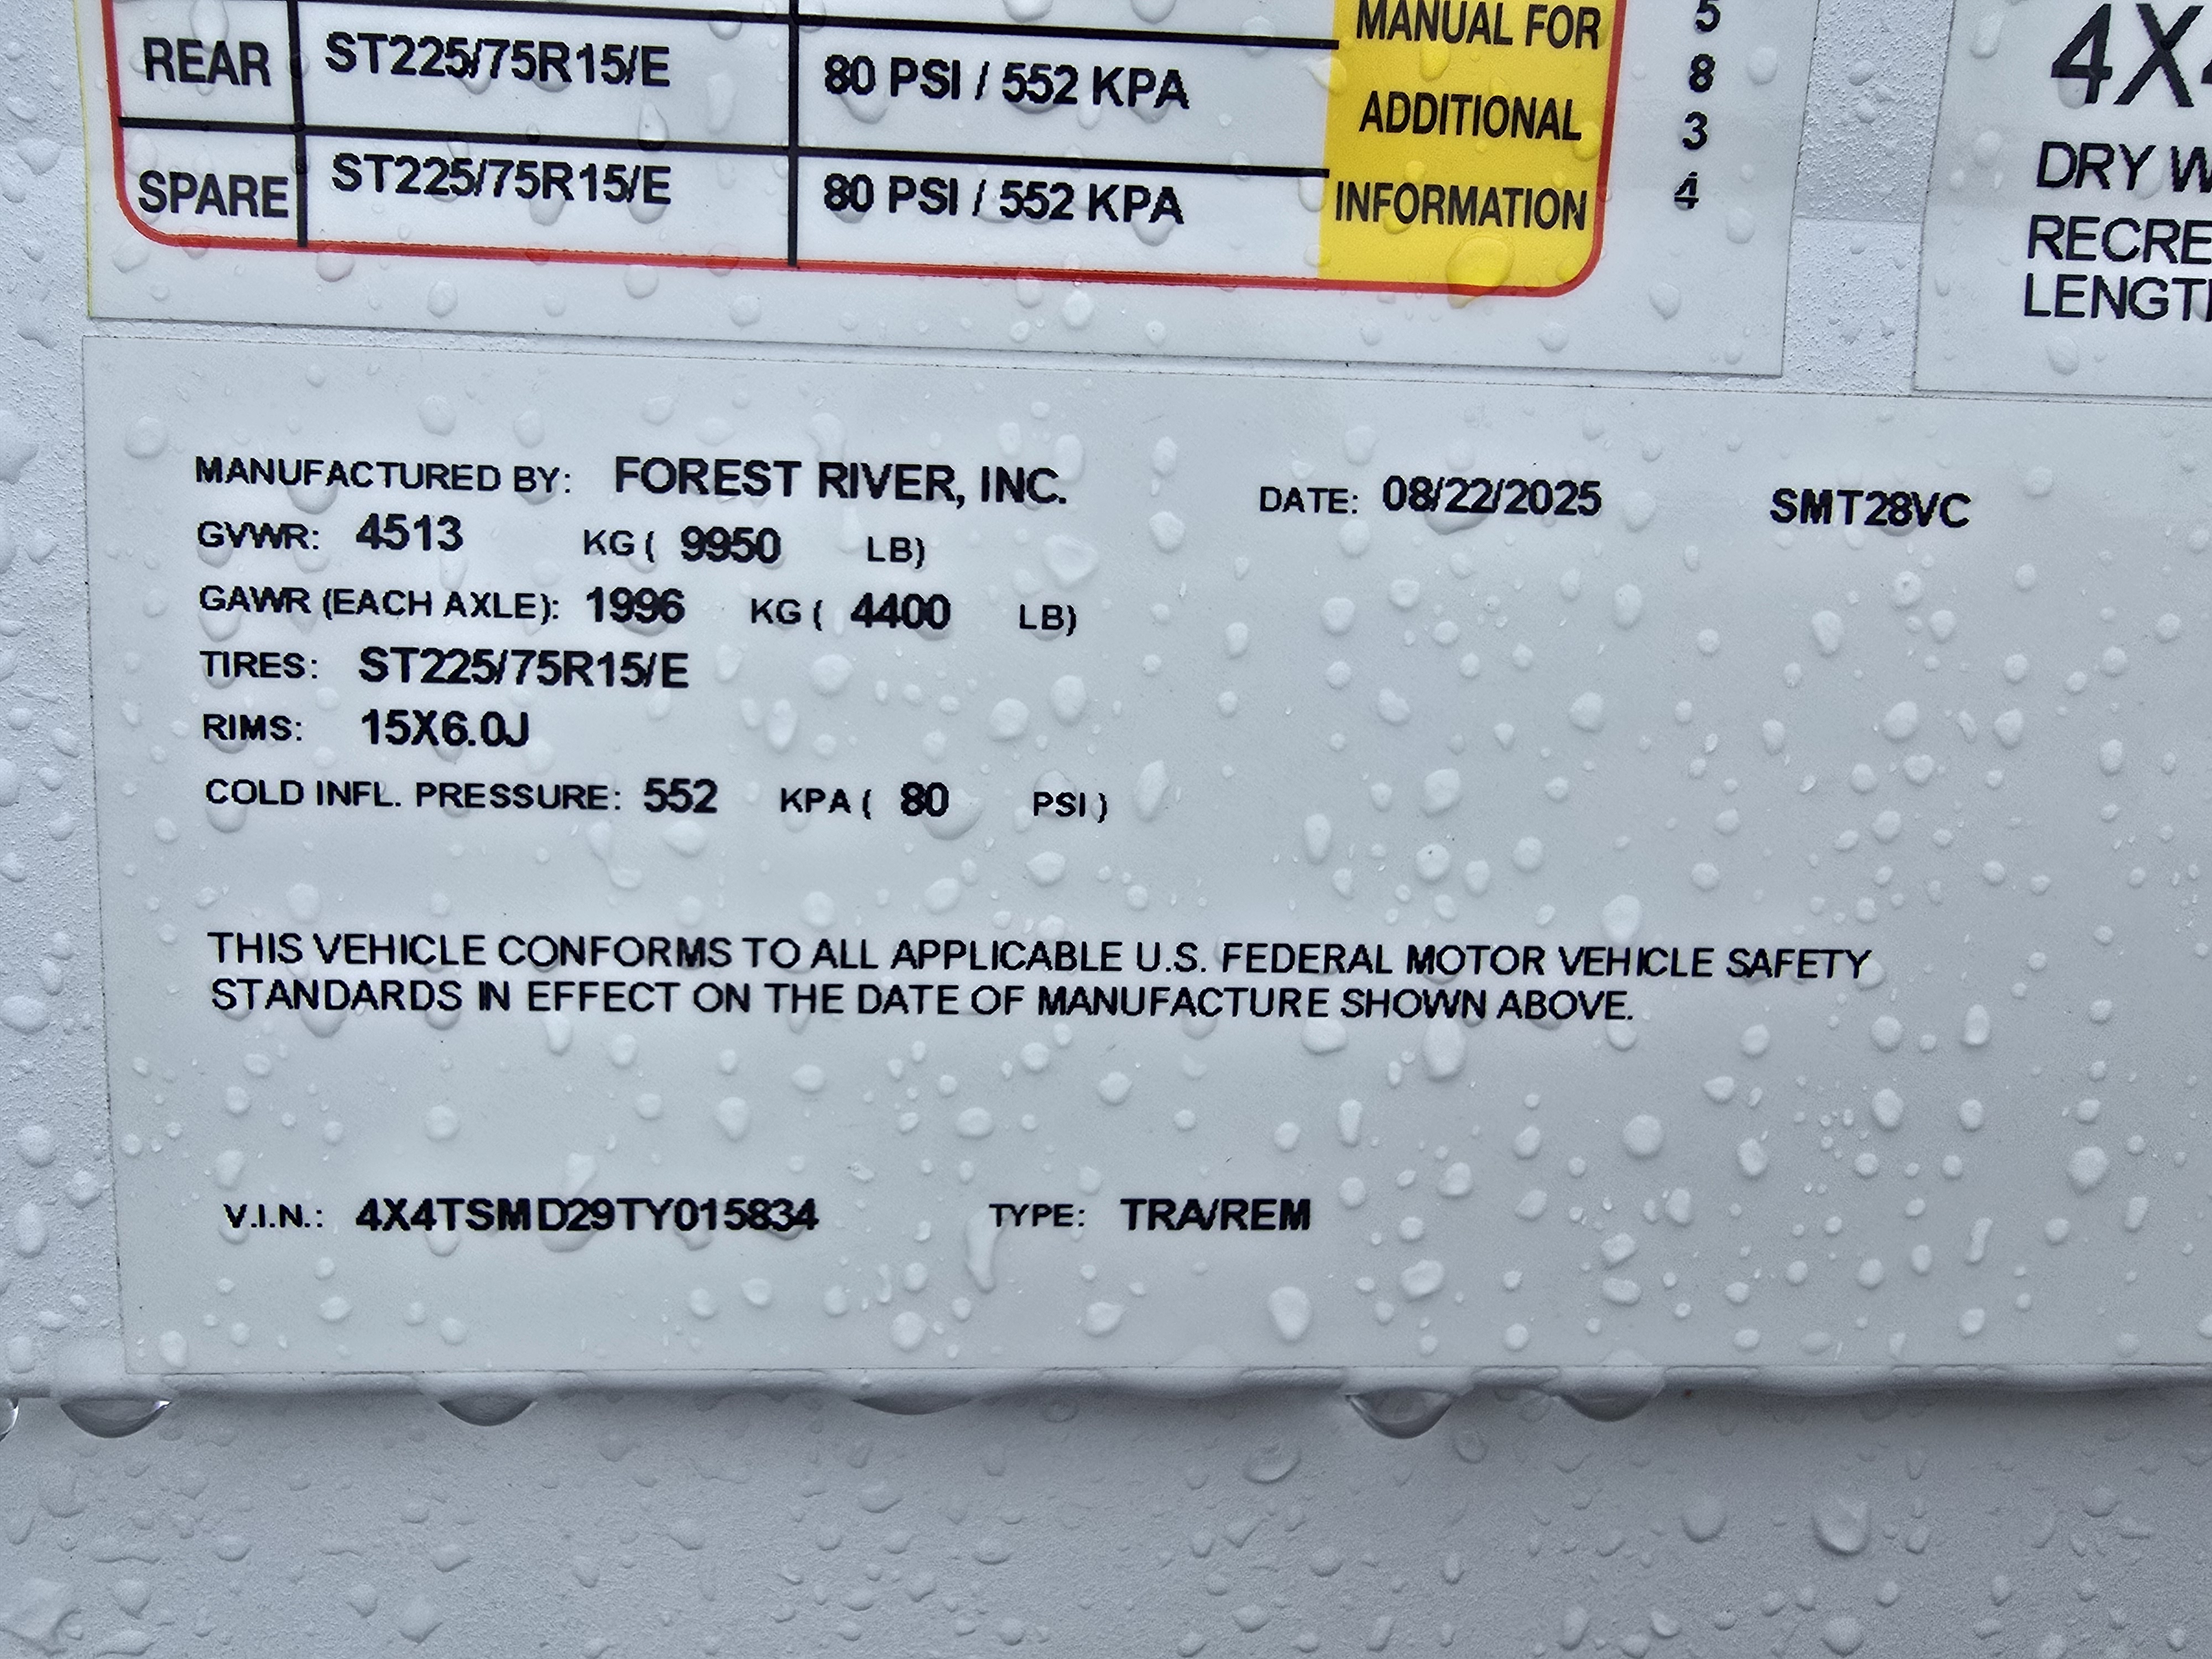 REAR ST225/75R15/E 80 PSI / 552 KPA
SPARE ST225/75R15/E 80 PSI / 552 KPA
MANUAL FOR
ADDITIONAL
INFORMATION
5
8
3
4
4X
DRY
RECRE
LENGT
MANUFACTURED BY: FOREST RIVER, INC. DATE: 08/22/2025 SMT28VC
GVWR: 4513 KG ( 9950 LB)
GAWR (EACH AXLE): 1996 KG ( 4400 LB)
TIRES: ST225/75R15/E
RIMS: 15X6.0J
COLD INFL. PRESSURE: 552 KPA ( 80 PSI )
THIS VEHICLE CONFORMS TO ALL APPLICABLE U.S. FEDERAL MOTOR VEHICLE SAFETY
STANDARDS IN EFFECT ON THE DATE OF MANUFACTURE SHOWN ABOVE.
V.I.N.: 4X4TSMD29TY015834 TYPE: TRA/REM